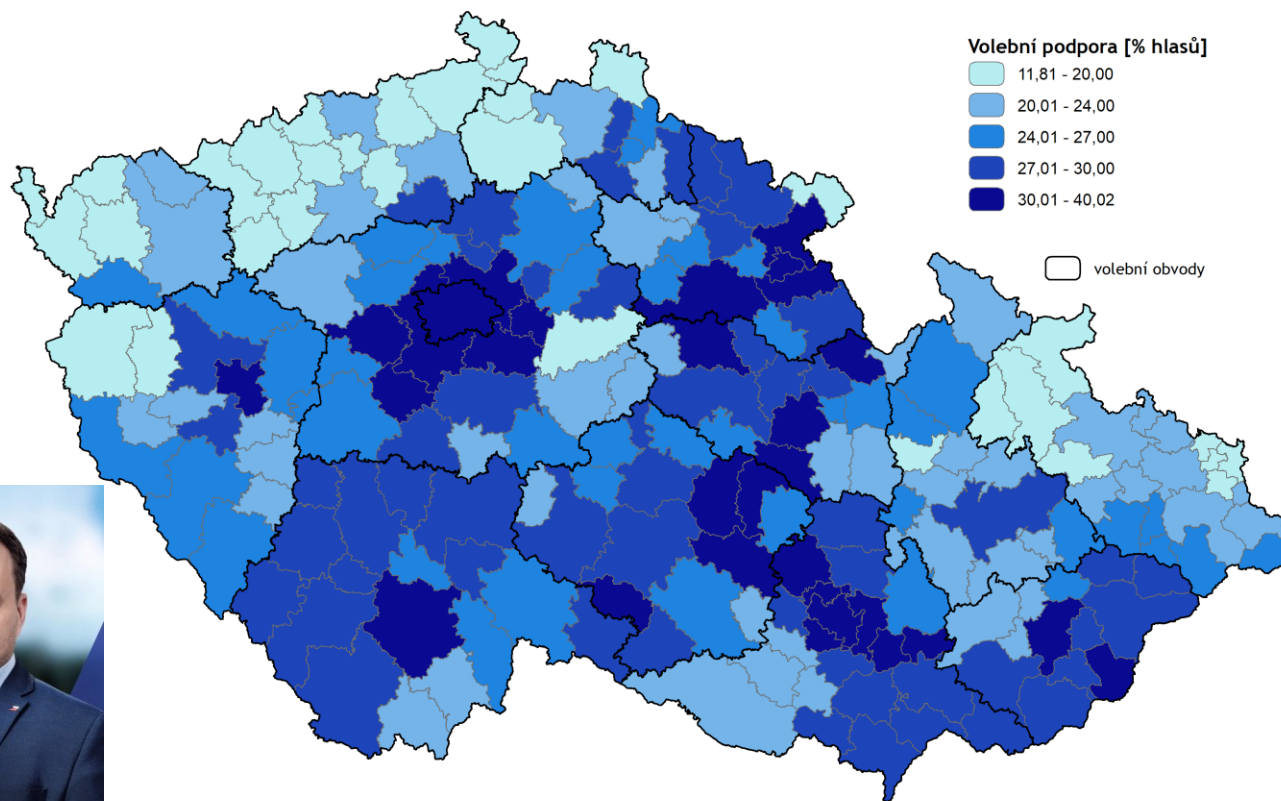 Volební podpora [% hlasů]
11,81 - 20,00
20,01 - 24,00
24,01 - 27,00
27,01 - 30,00
30,01 - 40,02
volební obvody